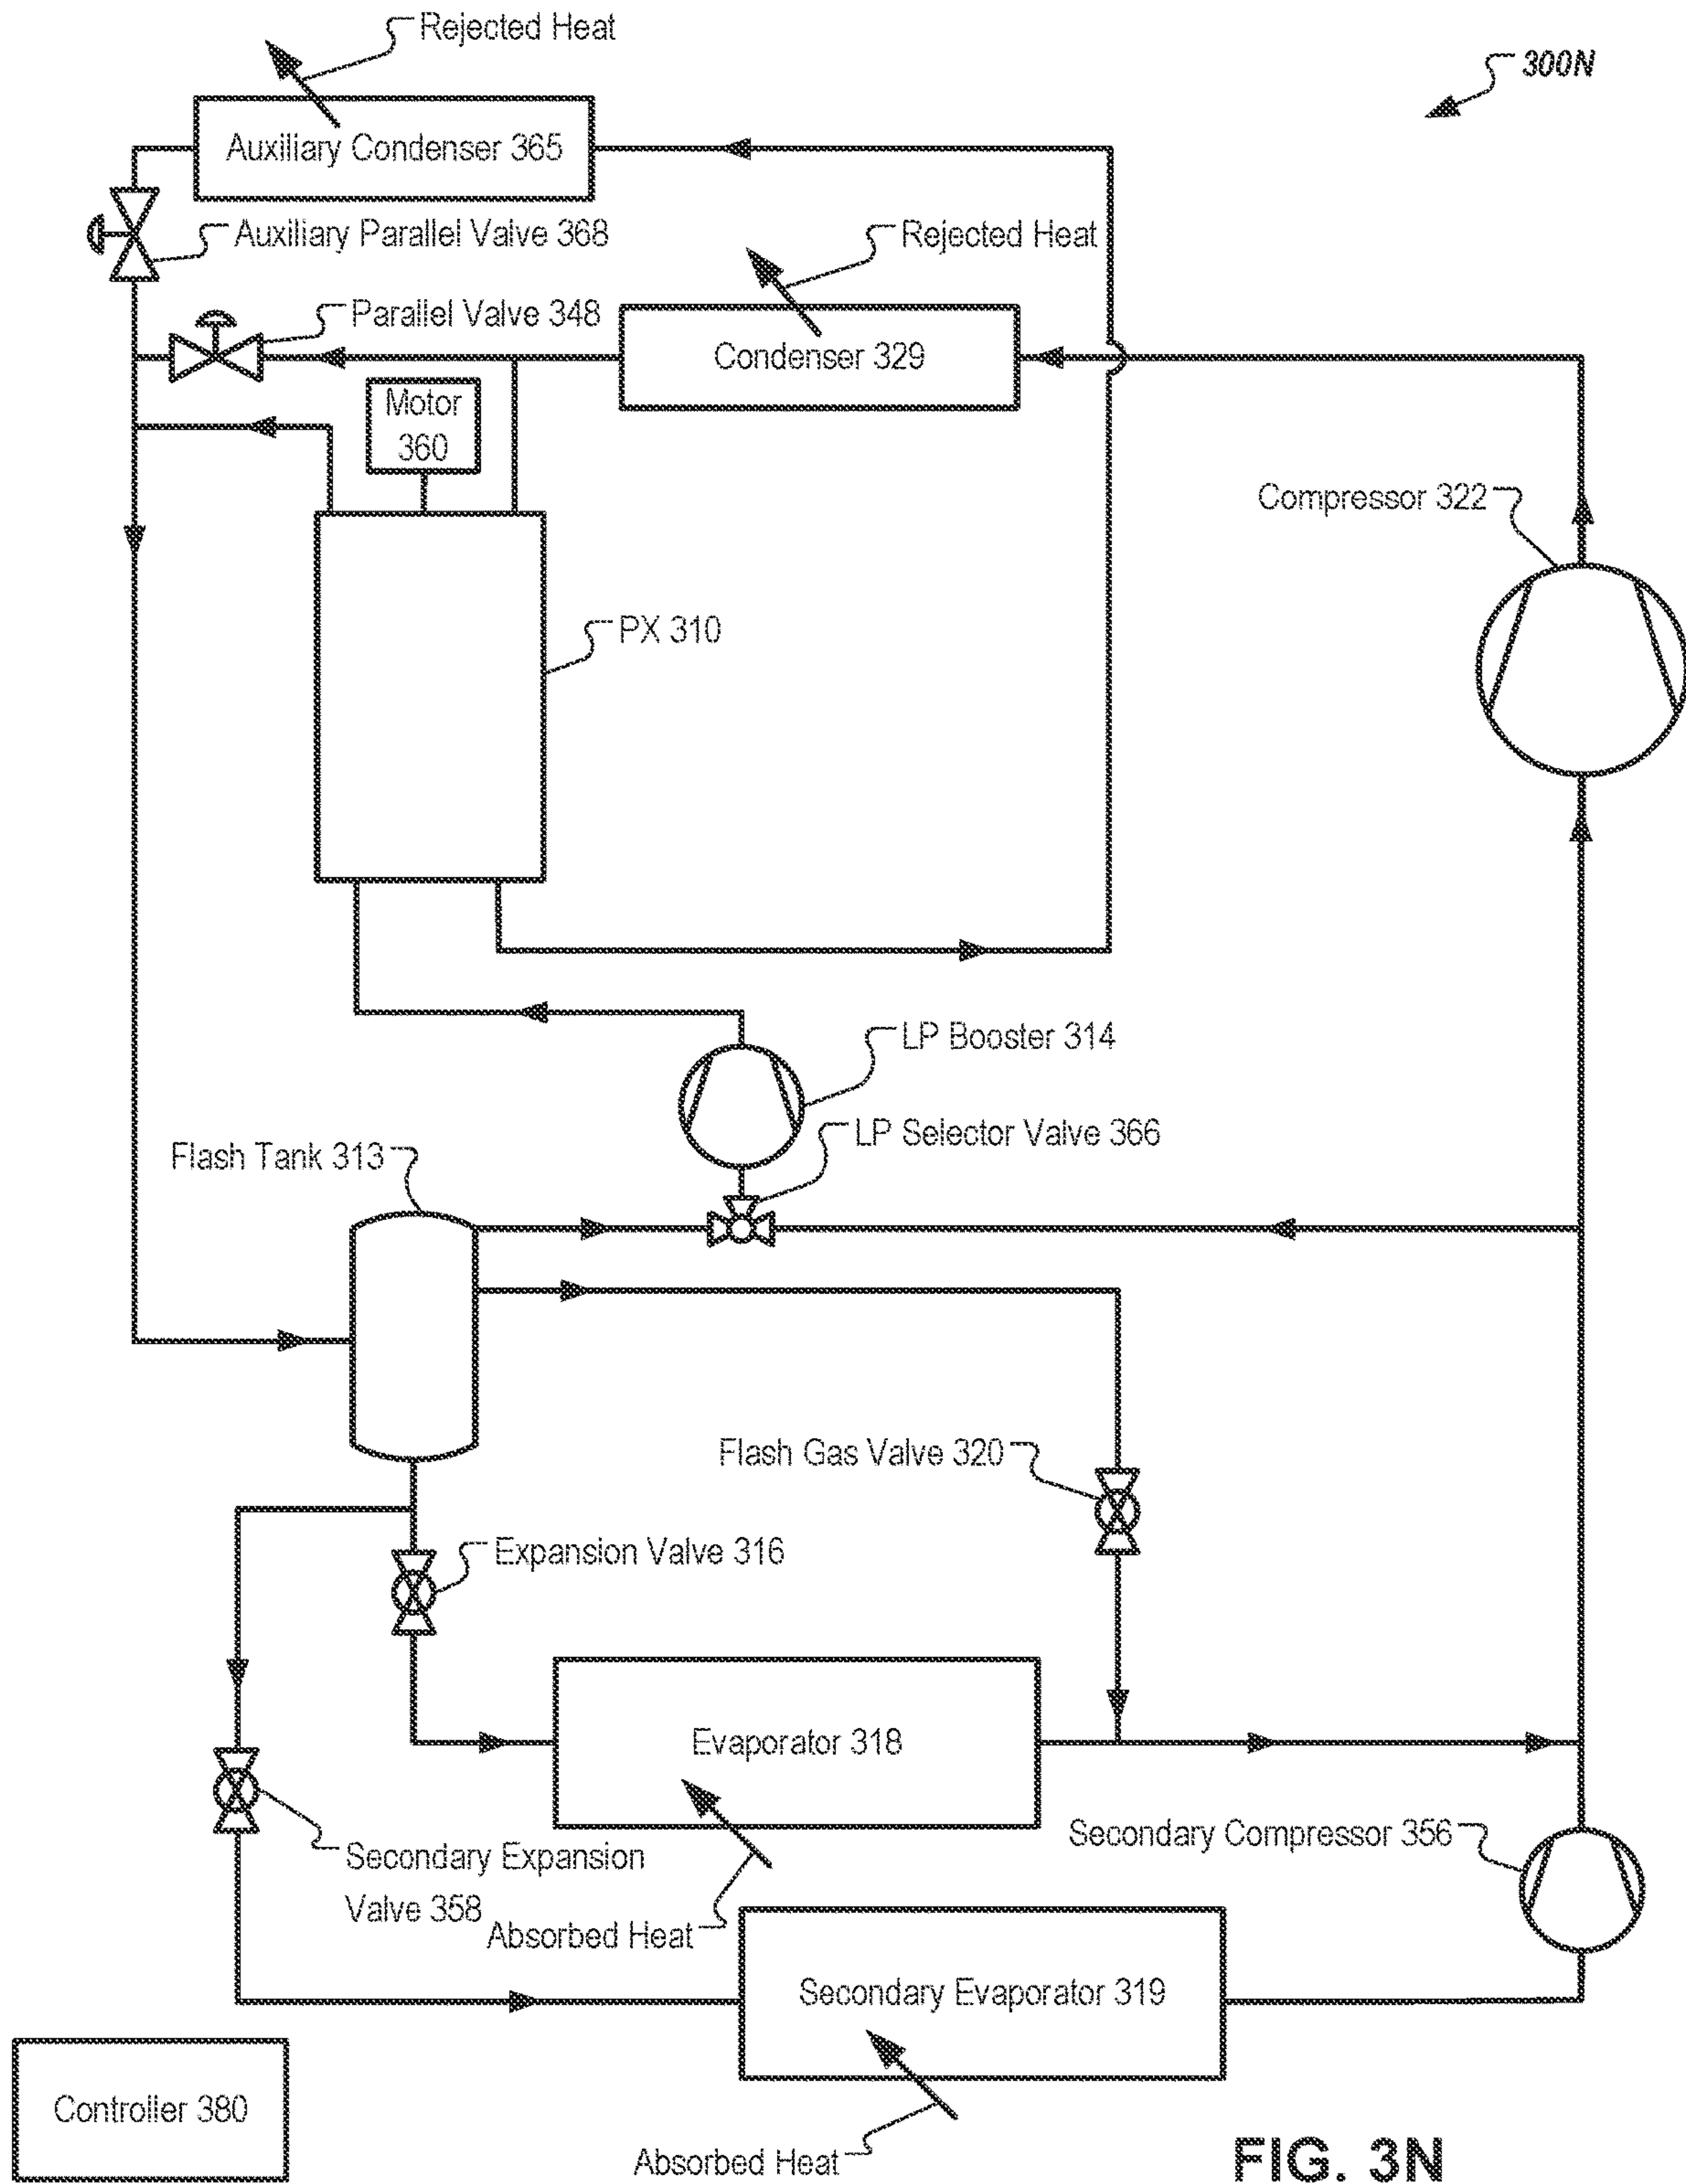 Rejected Heat
300N
Auxiliary Condenser 365
Auxiliary Parallel Valve 368
Rejected Heat
Parallel Valve 348
Condenser 329
Motor
360
Compressor 322
PX 310
LP Booster 314
LP Selector Valve 366
Flash Tank 313
Flash Gas Valve 320
Expansion Valve 316
Evaporator 318
Secondary Compressor 356
Secondary Expansion
Valve 358
Absorbed Heat
Secondary Evaporator 319
Controller 380
Absorbed Heat
FIG. 3N